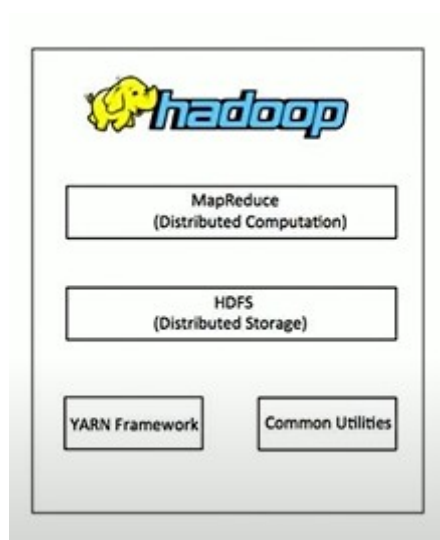 hadoop
MapReduce
(Distributed Computation)
HDFS
(Distributed Storage)
YARN Framework
Common Utilities